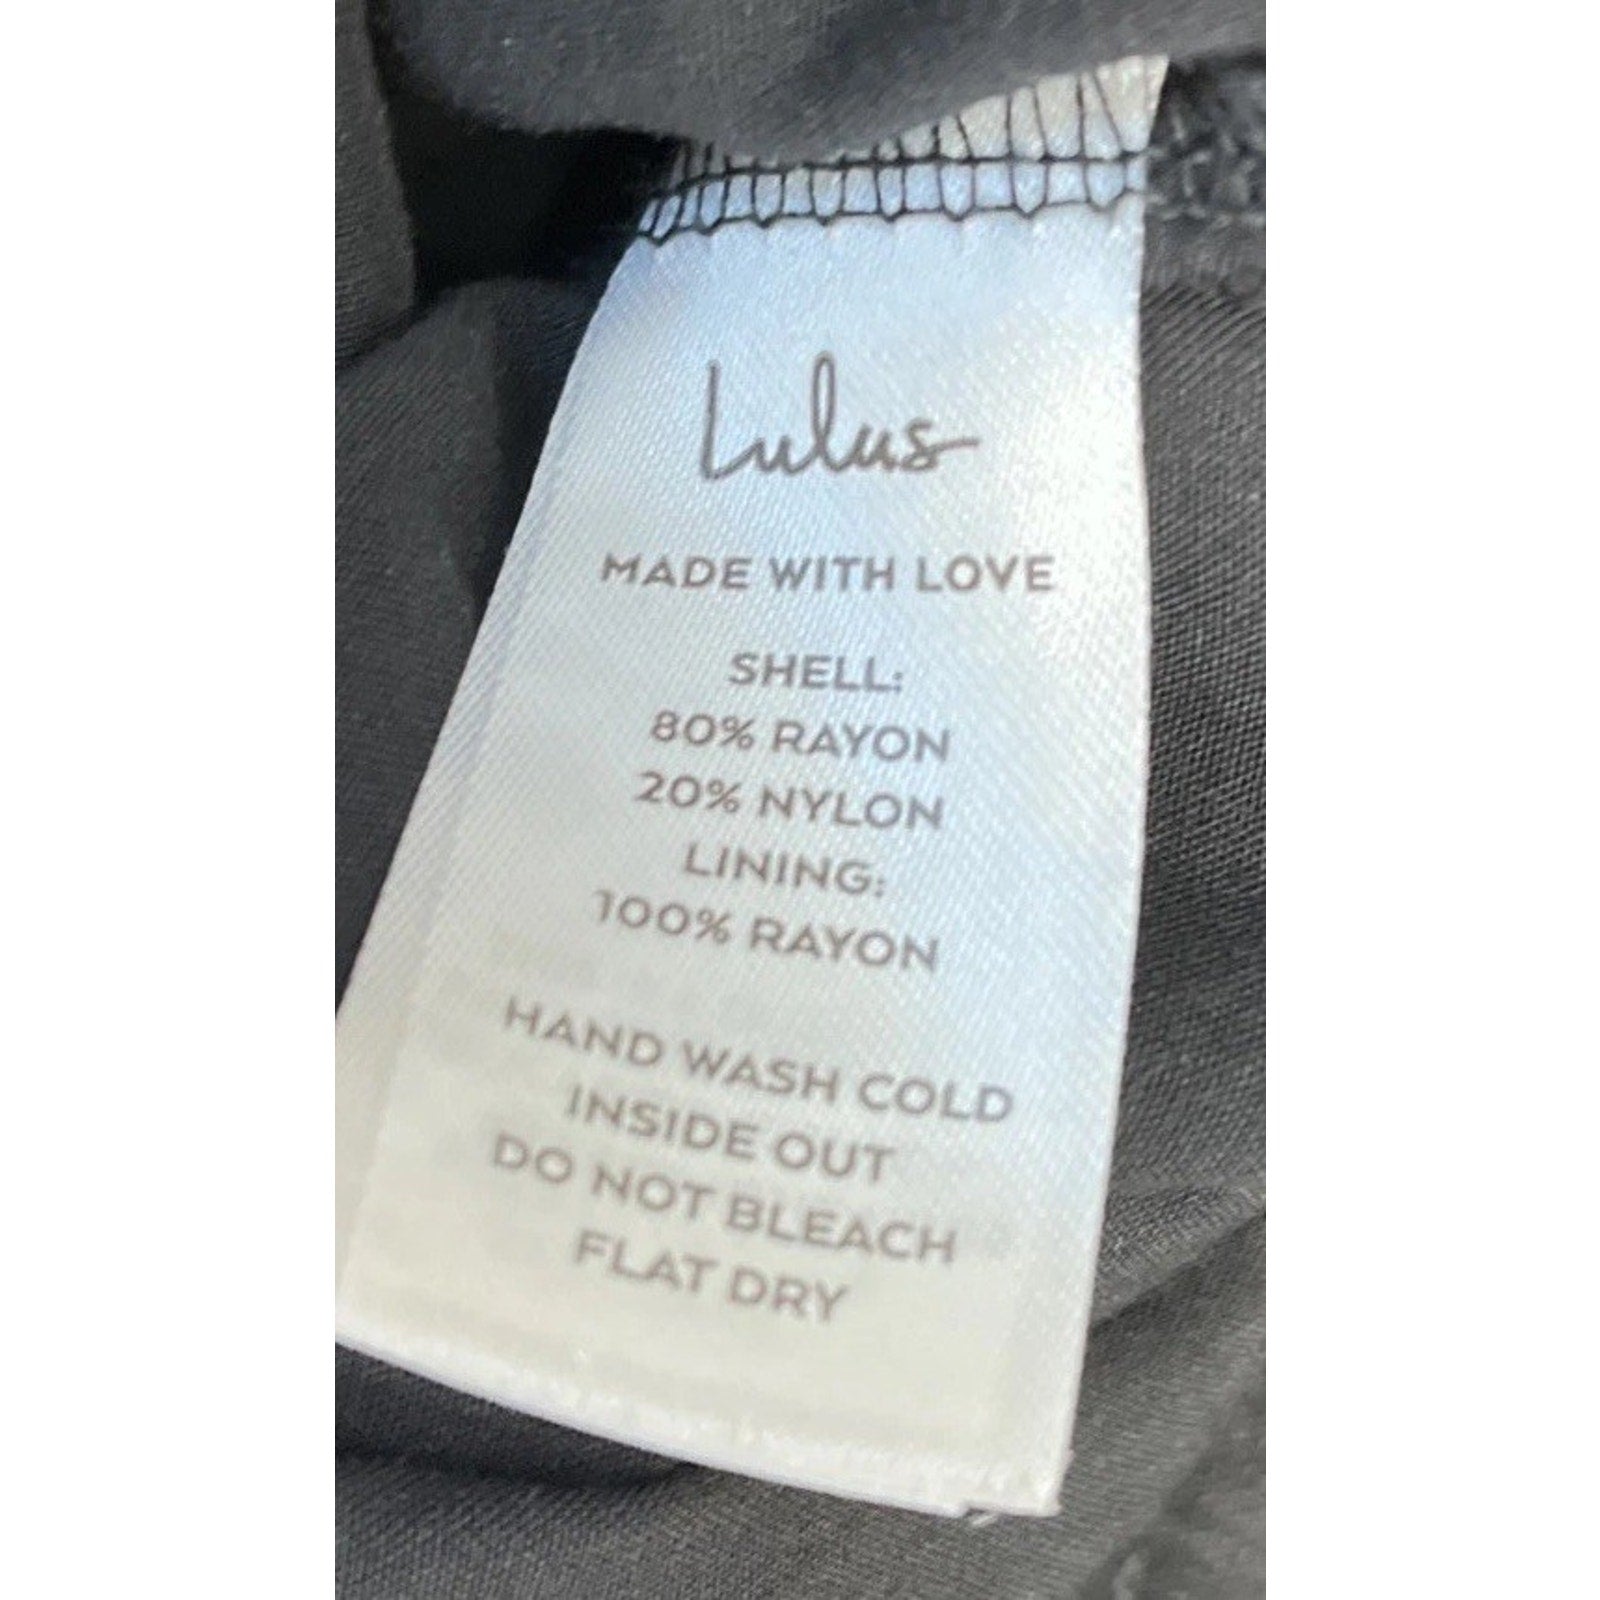 Lulus
MADE WITH LOVE
SHELL:
80% RAYON
20% NYLON
LINING:
100% RAYON
HAND WASH COLD
INSIDE OUT
DO NOT BLEACH
FLAT DRY